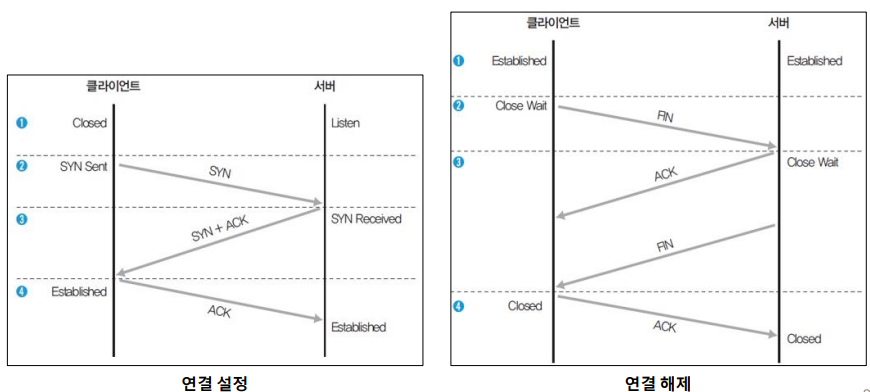 클라이언트 서버
1 Closed Listen
2 SYN Sent
SYN
3 SYN Received
SYN + ACK
4 Established
ACK
Established
연결 설정
클라이언트 서버
1 Established Established
2 Close Wait
FIN
3 Close Wait
ACK
FIN
4 Closed
ACK
Closed
연결 해제